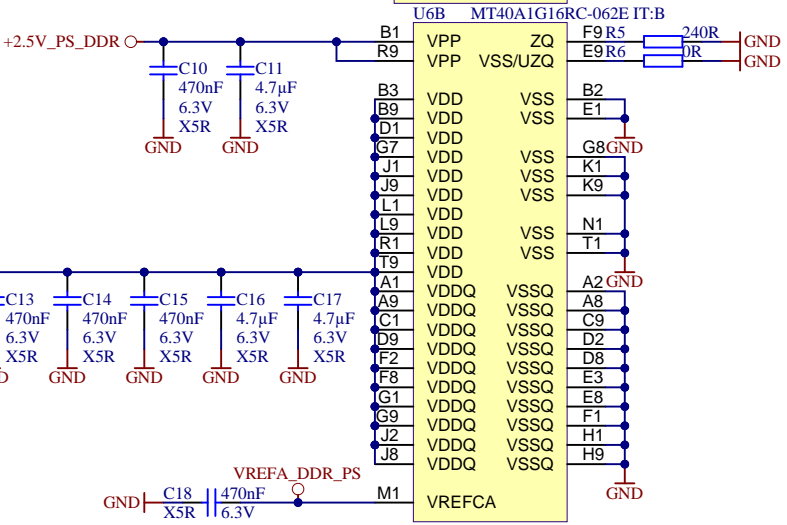 U6B MT40A1G16RC-062E IT:B
+2.5V_PS_DDR B1 VPP ZQ F9 R5 240R GND
R9 VPP VSS/UZQ E9 R6 0R GND
C10 C11
470nF 4.7µF
6.3V 6.3V
X5R X5R
GND GND
B3 VDD VSS B2
B9 VDD VSS E1
D1 VDD
GND
G7 VDD VSS G8
J1 VDD VSS K1
J9 VDD VSS K9
L1 VDD
L9 VDD VSS N1
R1 VDD VSS T1
T9 VDD
GND
A1 VDDQ VSSQ A2
A9 VDDQ VSSQ A8
C1 VDDQ VSSQ C9
D9 VDDQ VSSQ D2
F2 VDDQ VSSQ D8
F8 VDDQ VSSQ E3
G1 VDDQ VSSQ E8
G9 VDDQ VSSQ F1
J2 VDDQ VSSQ H1
J8 VDDQ VSSQ H9
GND
C13 C14 C15 C16 C17
470nF 470nF 470nF 4.7µF 4.7µF
6.3V 6.3V 6.3V 6.3V 6.3V
X5R X5R X5R X5R X5R
D GND GND GND GND
VREFA_DDR_PS
GND C18 470nF M1 VREFCA
X5R 6.3V